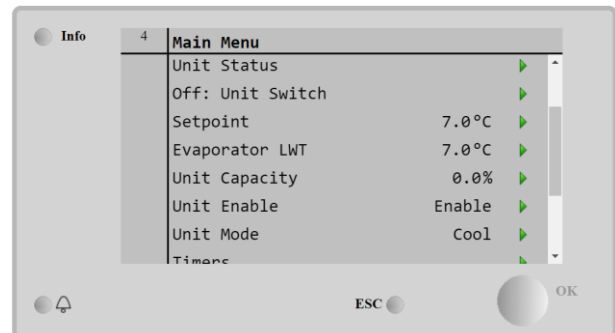 Info
4 Main Menu
Unit Status
Off: Unit Switch
Setpoint 7.0°C
Evaporator LWT 7.0°C
Unit Capacity 0.0%
Unit Enable Enable
Unit Mode Cool
Timers
ESC
OK